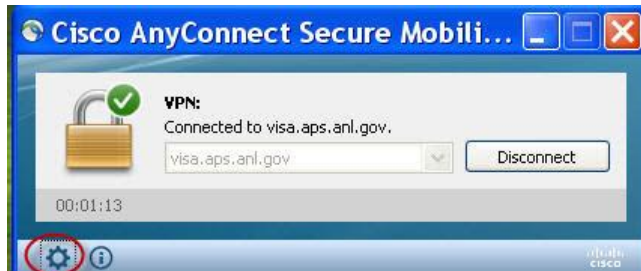 Cisco AnyConnect Secure Mobili...
VPN:
Connected to visa.aps.anl.gov.
visa.aps.anl.gov
Disconnect
00:01:13
CISCO